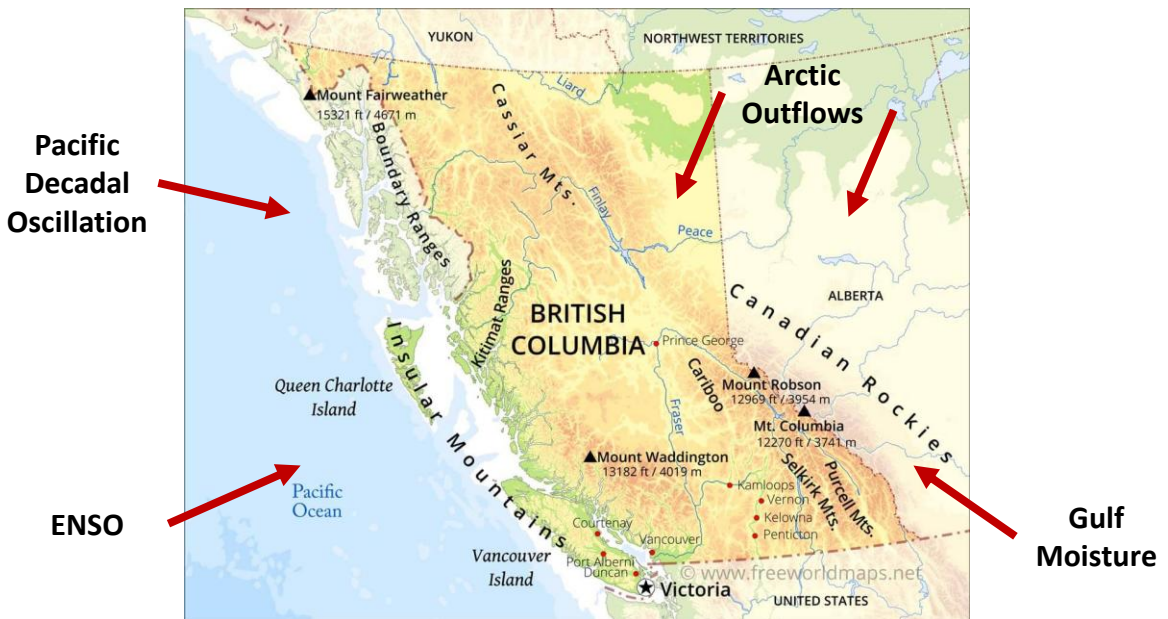 YUKON
NORTHWEST TERRITORIES
Arctic
Outflows
Liard
Mount Fairweather
15321 ft / 4671 m
Cassiar Mts.
Pacific
Decadal
Oscillation
Boundary Ranges
Finlay
Peace
Kitimat Ranges
BRITISH
COLUMBIA
ALBERTA
Canadian Rockies
Prince George
Cariboo
Mount Robson
12969 ft / 3954 m
Queen Charlotte
Island
Insular Mountains
Fraser
Mt. Columbia
12270 ft / 3741 m
Mount Waddington
13182 ft / 4019 m
Selkirk Mts.
Purcell Mts.
Pacific
Ocean
ENSO
Kamloops
Vernon
Kelowna
Penticton
Gulf
Moisture
Courtenay
Vancouver
Port Alberni
Duncan
Vancouver
Island
Victoria
© www.freeworldmaps.net
UNITED STATES